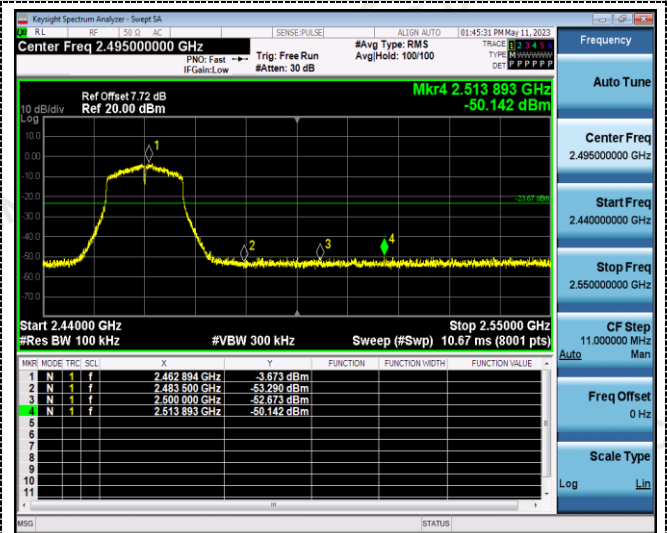 Keysight Spectrum Analyzer - Swept SA
RL RF 50 Ω AC SENSE:PULSE ALIGN AUTO 01:45:31 PM May 11, 2023
Center Freq 2.495000000 GHz
PNO: Fast
IFGain:Low
Trig: Free Run
#Atten: 30 dB
#Avg Type: RMS
Avg|Hold: 100/100
TRACE 1 2 3 4 5 6
TYPE M WWWWW
DET P P P P P P
Ref Offset 7.72 dB
Ref 20.00 dBm
10 dB/div
Log
Mkr4 2.513 893 GHz
-50.142 dBm
10.0
0.00
-10.0
-20.0
-30.0
-40.0
-50.0
-60.0
-70.0
1
2
3
4
-23.67 dBm
Start 2.44000 GHz Stop 2.55000 GHz
#Res BW 100 kHz #VBW 300 kHz Sweep (#Swp) 10.67 ms (8001 pts)
MKR MODE TRC SCL X Y FUNCTION FUNCTION WIDTH FUNCTION VALUE
1 N 1 f 2.462 894 GHz -3.673 dBm
2 N 1 f 2.483 500 GHz -53.290 dBm
3 N 1 f 2.500 000 GHz -52.673 dBm
4 N 1 f 2.513 893 GHz -50.142 dBm
5
6
7
8
9
10
11
MSG STATUS
Frequency
Auto Tune
Center Freq
2.495000000 GHz
Start Freq
2.440000000 GHz
Stop Freq
2.550000000 GHz
CF Step
11.000000 MHz
Auto Man
Freq Offset
0 Hz
Scale Type
Log Lin